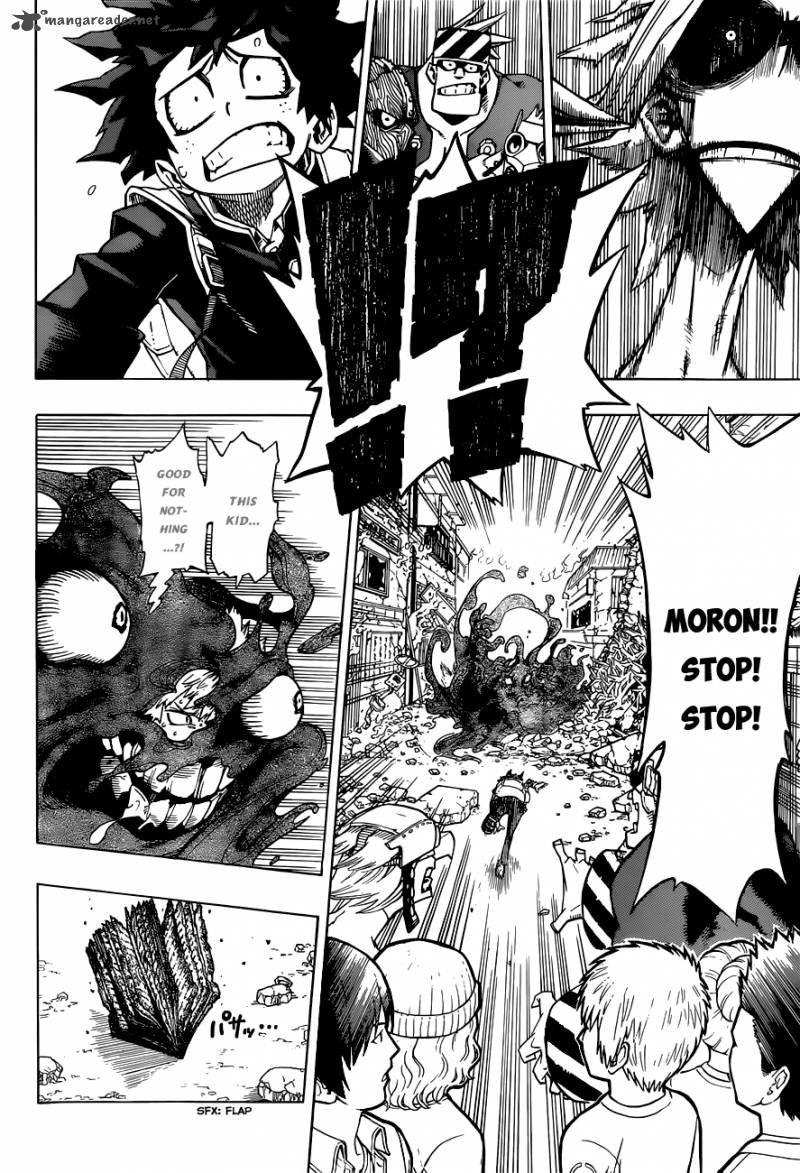 mangareader.net
!?
MORON!!
STOP!
STOP!
THIS
KID...
GOOD
FOR
NOT-
HING
...?!
パサッ...
SFX: FLAP